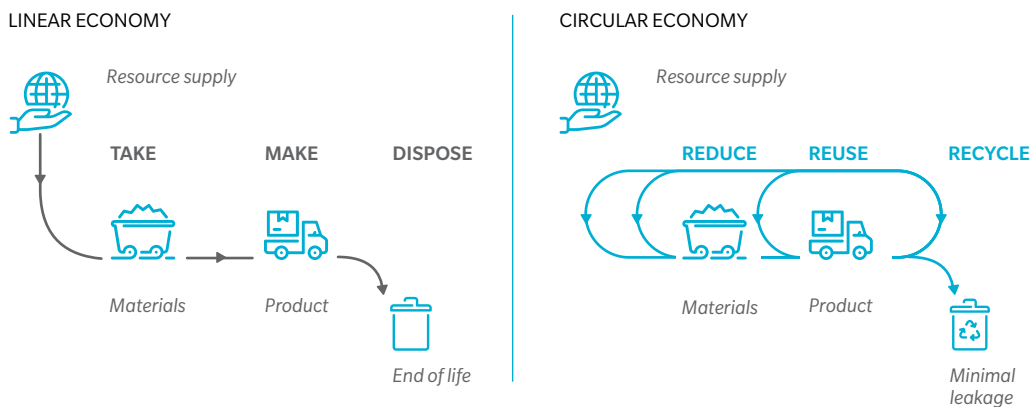 LINEAR ECONOMY
Resource supply
TAKE
MAKE
DISPOSE
Materials
Product
End of life
CIRCULAR ECONOMY
Resource supply
REDUCE
REUSE
RECYCLE
Materials
Product
Minimal
leakage